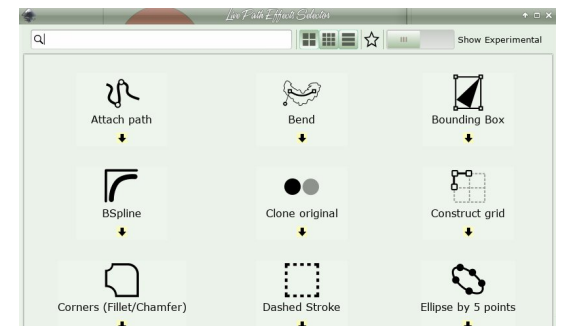 Live Path Effects Selector
Show Experimental
Attach path
Bend
Bounding Box
BSpline
Clone original
Construct grid
Corners (Fillet/Chamfer)
Dashed Stroke
Ellipse by 5 points